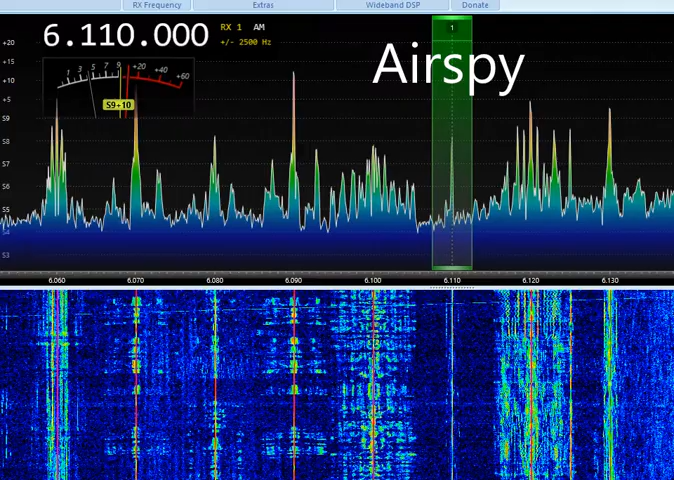 RX Frequency Extras Wideband DSP Donate
6.110.000 RX 1 AM
+/- 2500 Hz
1
Airspy
+20
+15
+10
+5
S9
S8
S7
S6
S5
S4
S3
1 3 5 7 9 +20 +40 +60
S9+10
6.060 6.070 6.080 6.090 6.100 6.110 6.120 6.130